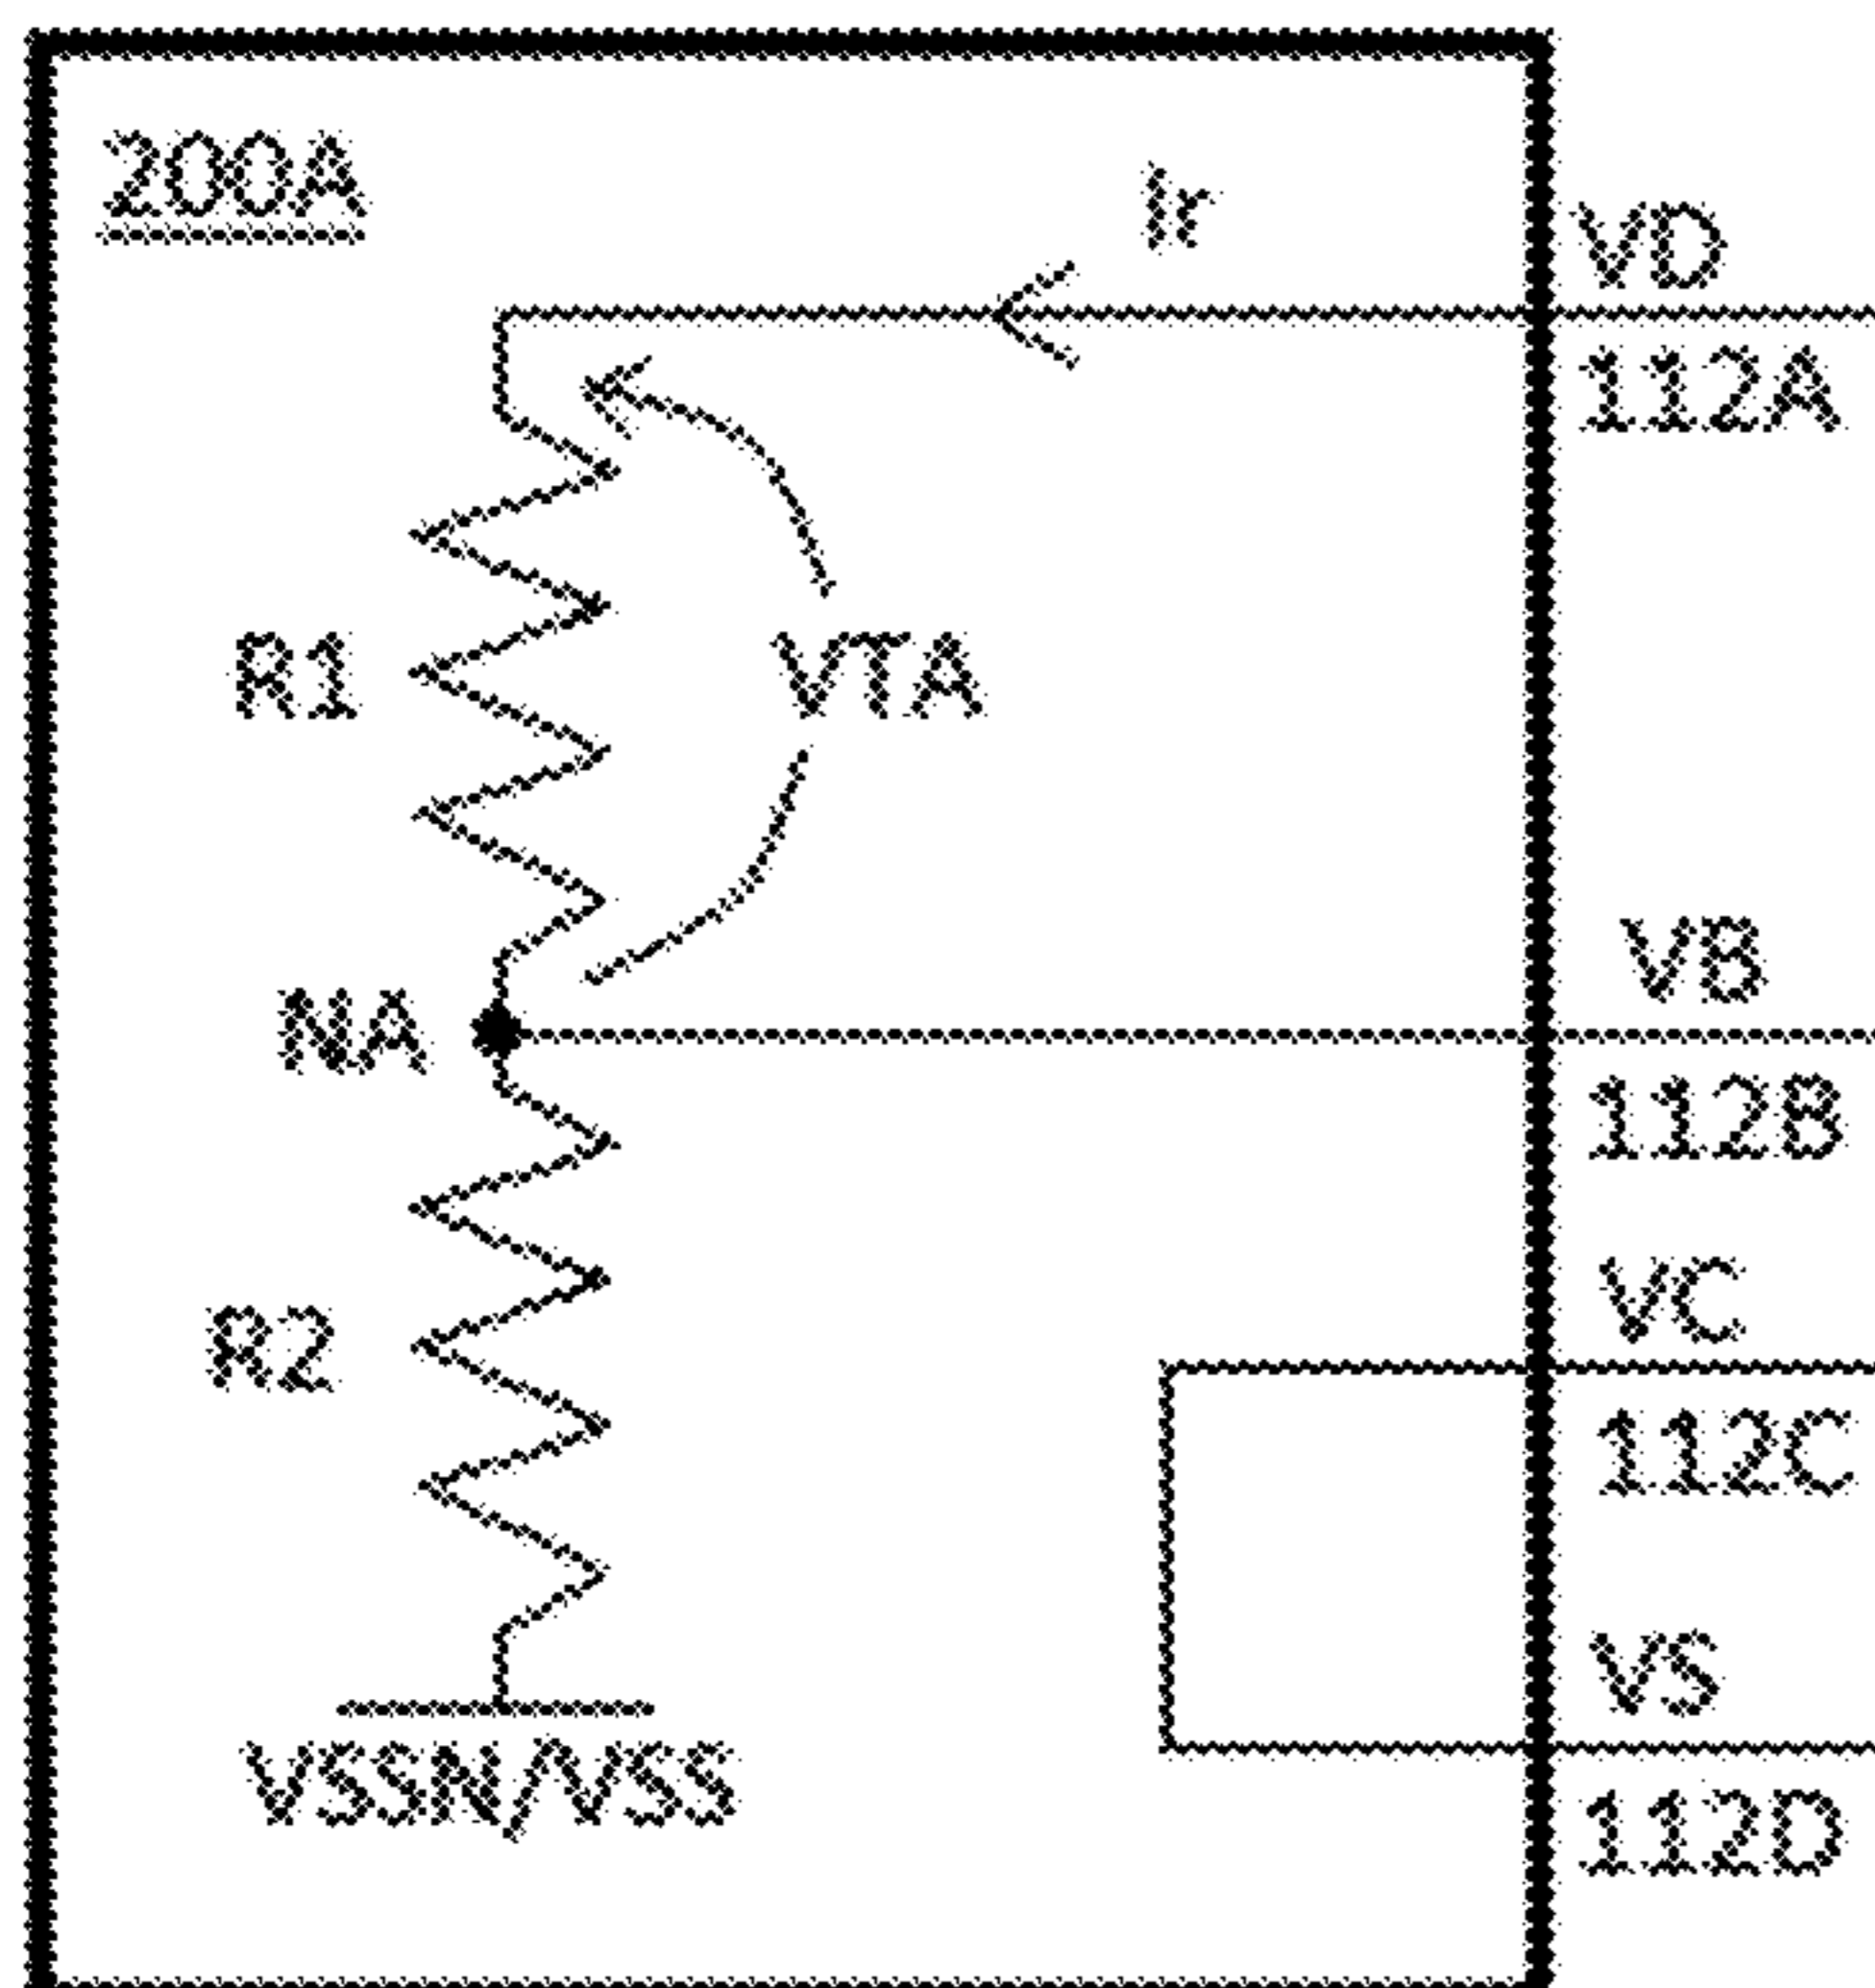 200A
Ir
VD
112A
R1
VTA
VB
NA
112B
VC
R2
112C
VS
VSSN/VSS
112D